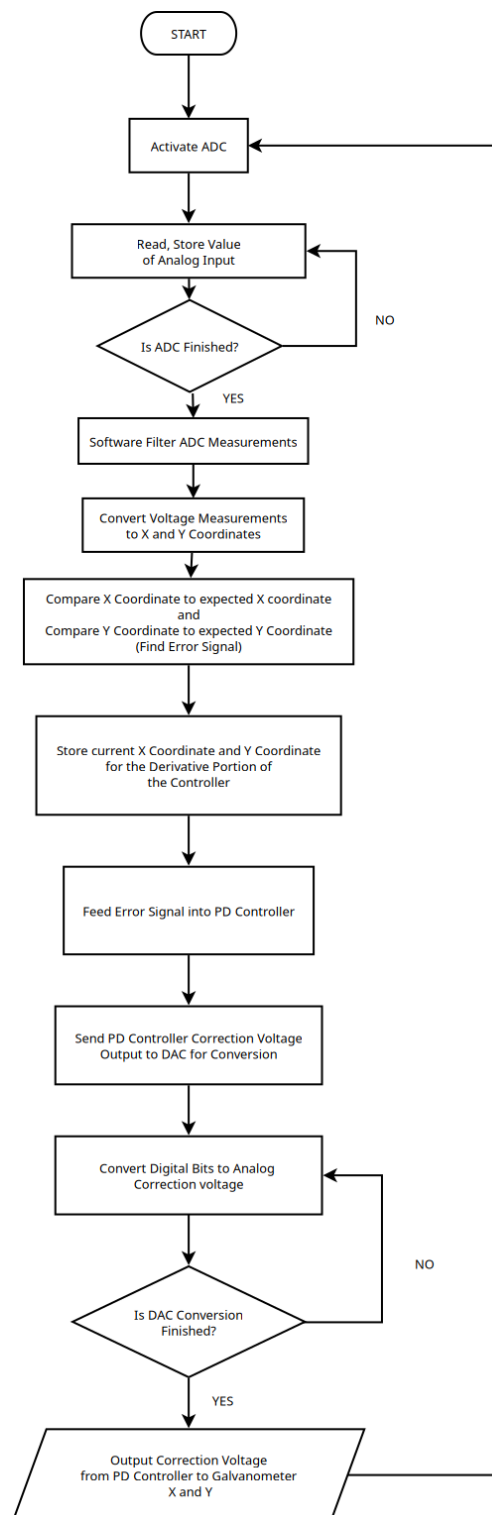 START
Activate ADC
Read, Store Value
of Analog Input
Is ADC Finished?
NO
YES
Software Filter ADC Measurements
Convert Voltage Measurements
to X and Y Coordinates
Compare X Coordinate to expected X coordinate
and
Compare Y Coordinate to expected Y Coordinate
(Find Error Signal)
Store current X Coordinate and Y Coordinate
for the Derivative Portion of
the Controller
Feed Error Signal into PD Controller
Send PD Controller Correction Voltage
Output to DAC for Conversion
Convert Digital Bits to Analog
Correction voltage
NO
Is DAC Conversion
Finished?
YES
Output Correction Voltage
from PD Controller to Galvanometer
X and Y